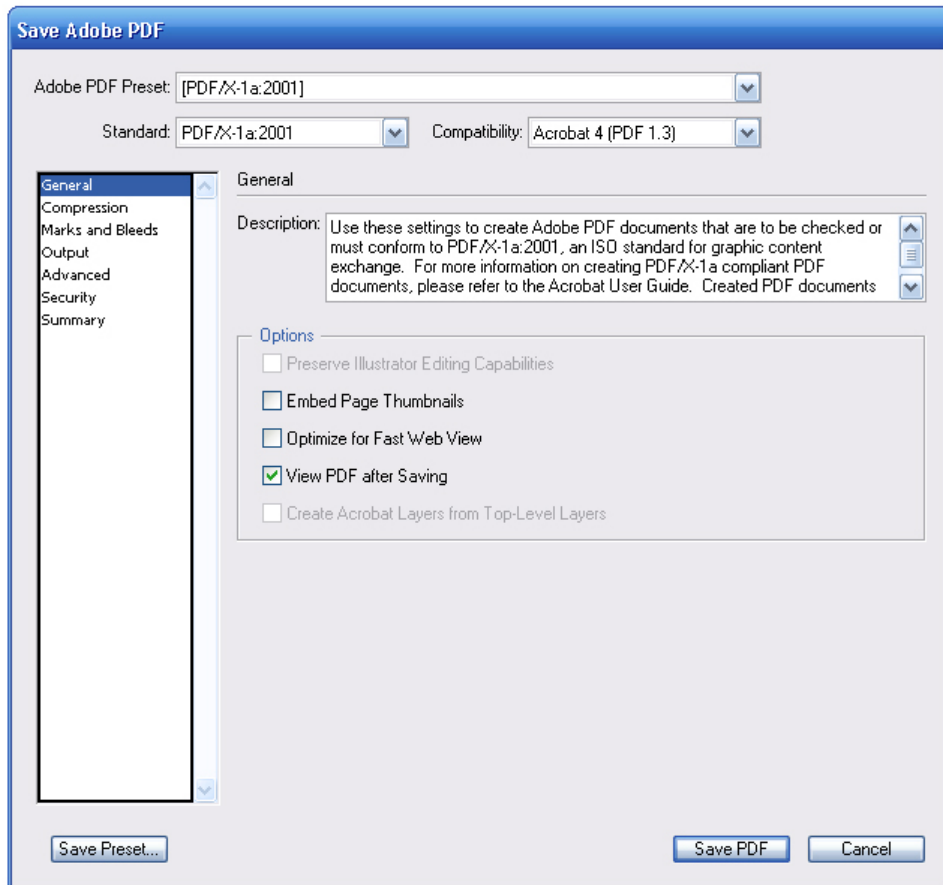 Save Adobe PDF
Adobe PDF Preset: [PDF/X-1a:2001]
Standard: PDF/X-1a:2001 Compatibility: Acrobat 4 (PDF 1.3)
General
Compression
Marks and Bleeds
Output
Advanced
Security
Summary
General
Description: Use these settings to create Adobe PDF documents that are to be checked or
must conform to PDF/X-1a:2001, an ISO standard for graphic content
exchange. For more information on creating PDF/X-1a compliant PDF
documents, please refer to the Acrobat User Guide. Created PDF documents
Options
Preserve Illustrator Editing Capabilities
Embed Page Thumbnails
Optimize for Fast Web View
View PDF after Saving
Create Acrobat Layers from Top-Level Layers
Save Preset... Save PDF Cancel